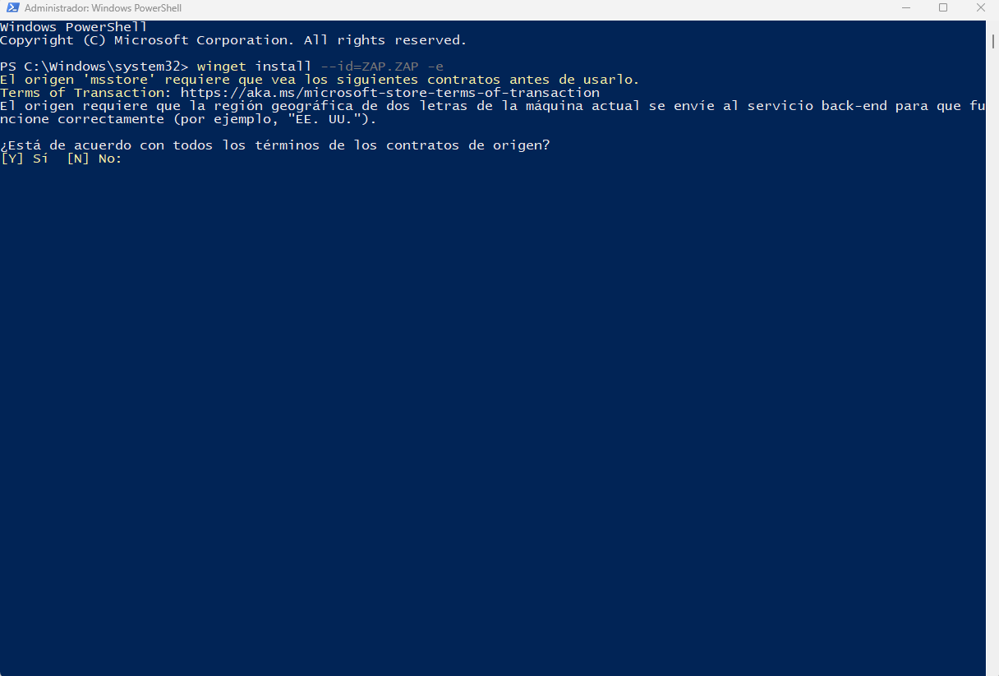 Administrador: Windows PowerShell
Windows PowerShell
Copyright (C) Microsoft Corporation. All rights reserved.
PS C:\Windows\system32> winget install --id=ZAP.ZAP -e
El origen 'msstore' requiere que vea los siguientes contratos antes de usarlo.
Terms of Transaction: https://aka.ms/microsoft-store-terms-of-transaction
El origen requiere que la región geográfica de dos letras de la máquina actual se envíe al servicio back-end para que fu
ncione correctamente (por ejemplo, "EE. UU.").
¿Está de acuerdo con todos los términos de los contratos de origen?
[Y] Sí  [N] No: